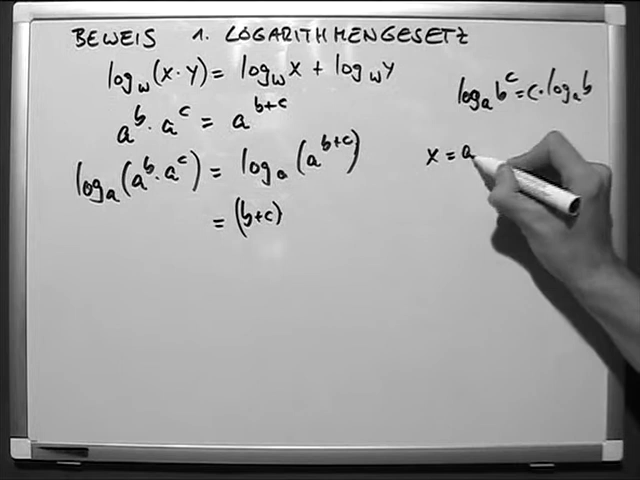 BEWEIS 1. LOGARITHMENGESETZ
log_w(x·y) = log_w x + log_w y
log_a b^c = c·log_a b
a^b · a^c = a^(b+c)
log_a(a^b · a^c) = log_a (a^(b+c))
x = a
= (b+c)